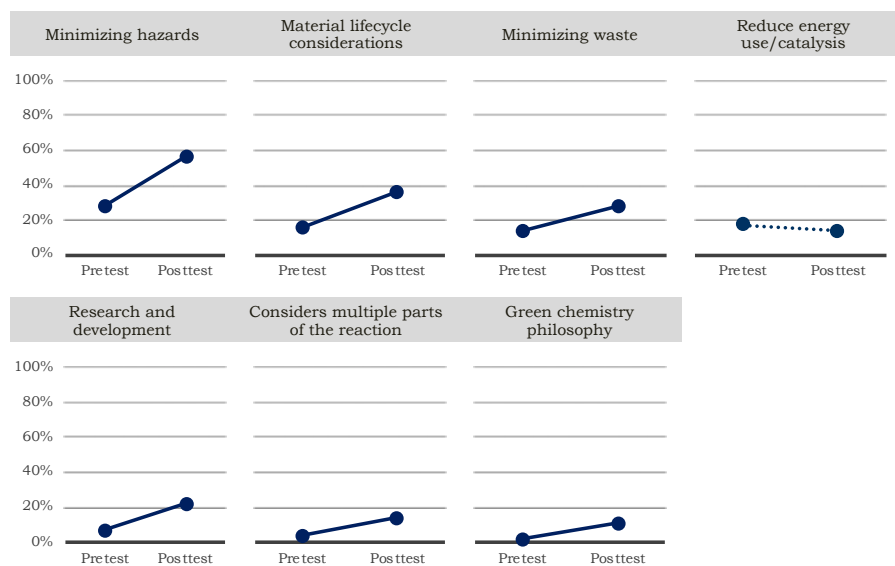 Minimizing hazards
Material lifecycle
considerations
Minimizing waste
Reduce energy
use/catalysis
100%
80%
60%
40%
20%
0%
Pretest Posttest
Pretest Posttest
Pretest Posttest
Pretest Posttest
Research and
development
Considers multiple parts
of the reaction
Green chemistry
philosophy
100%
80%
60%
40%
20%
0%
Pretest Posttest
Pretest Posttest
Pretest Posttest